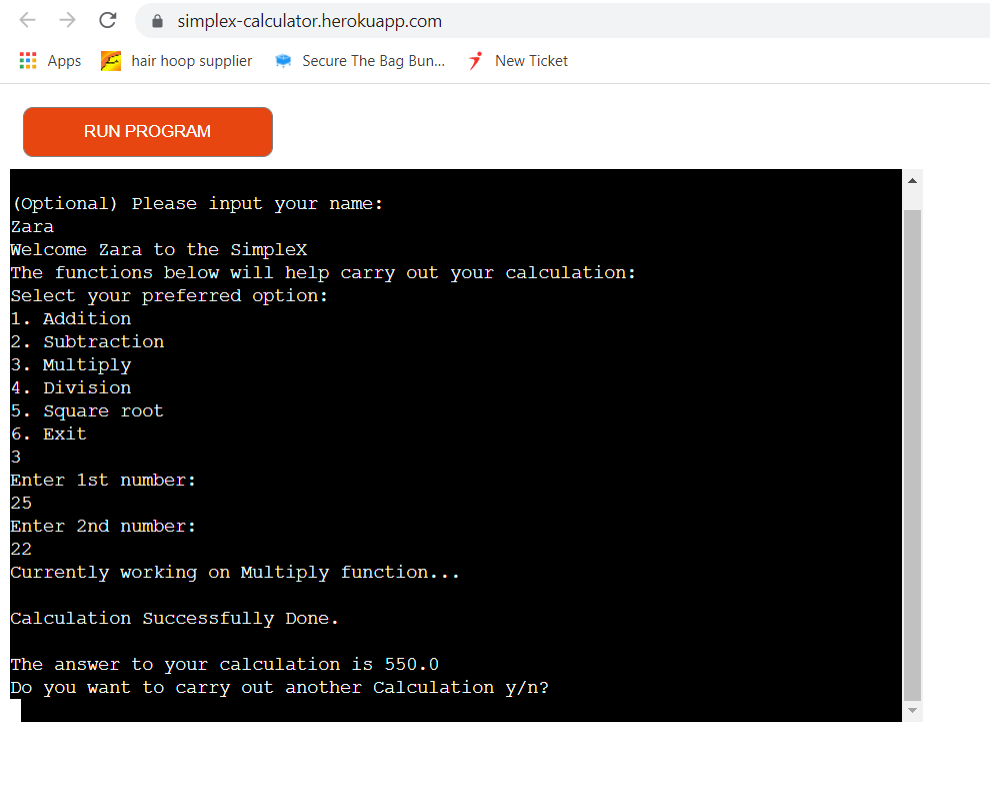 simplex-calculator.herokuapp.com
Apps hair hoop supplier Secure The Bag Bun... New Ticket
RUN PROGRAM
(Optional) Please input your name:
Zara
Welcome Zara to the SimpleX
The functions below will help carry out your calculation:
Select your preferred option:
1. Addition
2. Subtraction
3. Multiply
4. Division
5. Square root
6. Exit
3
Enter 1st number:
25
Enter 2nd number:
22
Currently working on Multiply function...
Calculation Successfully Done.
The answer to your calculation is 550.0
Do you want to carry out another Calculation y/n?